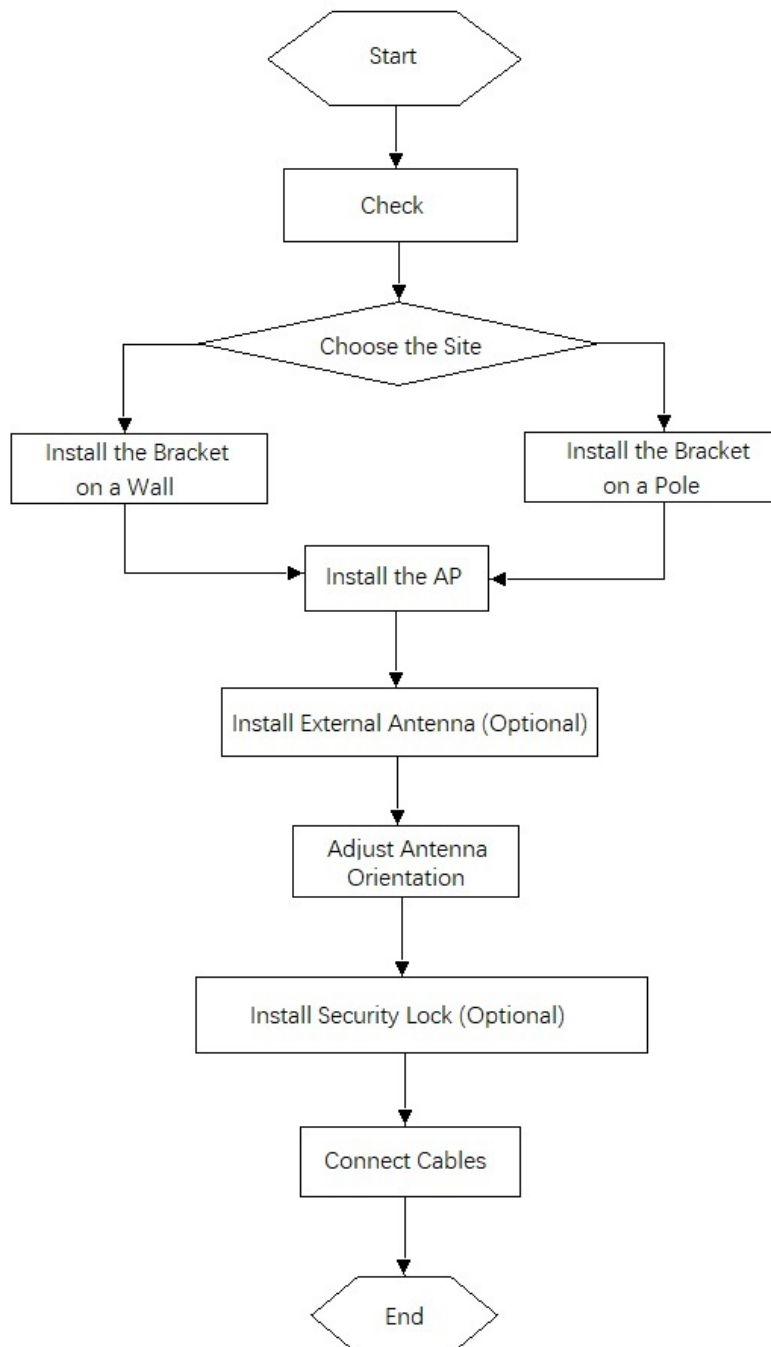 Start
Check
Choose the Site
Install the Bracket
on a Wall
Install the Bracket
on a Pole
Install the AP
Install External Antenna (Optional)
Adjust Antenna
Orientation
Install Security Lock (Optional)
Connect Cables
End